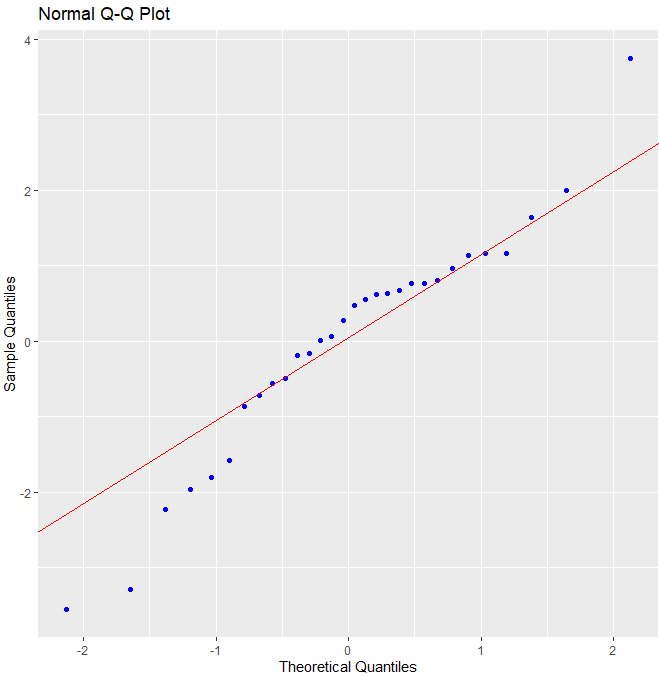 Normal Q-Q Plot
4
2
0
-2
Sample Quantiles
-2 -1 0 1 2
Theoretical Quantiles